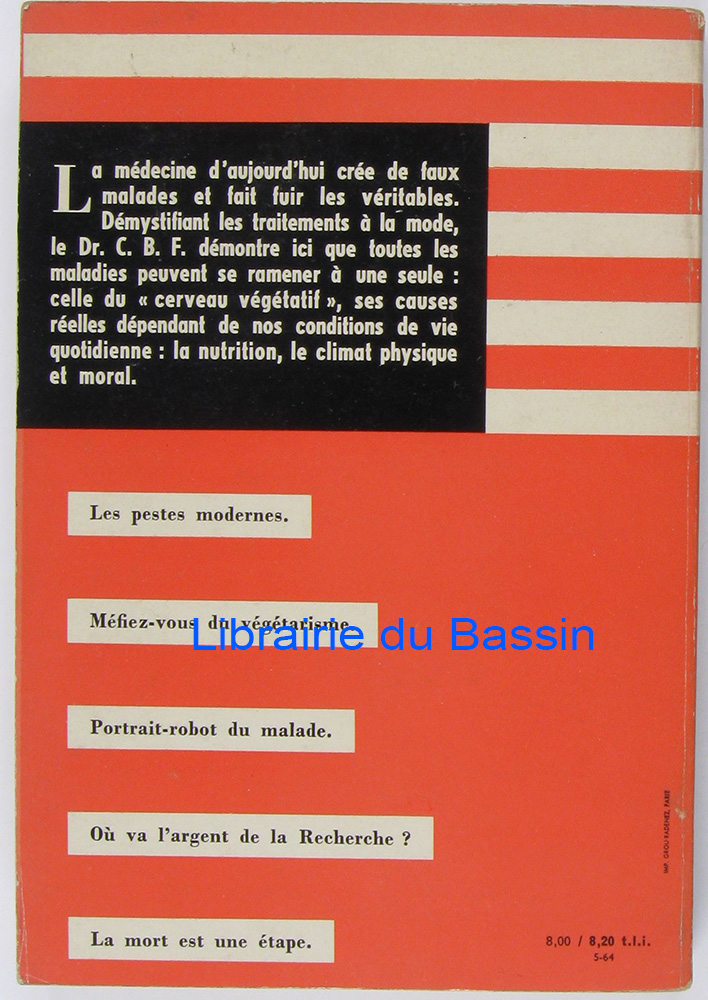 La médecine d'aujourd'hui crée de faux
malades et fait fuir les véritables.
Démystifiant les traitements à la mode,
le Dr. C. B. F. démontre ici que toutes les
maladies peuvent se ramener à une seule :
celle du « cerveau végétatif », ses causes
réelles dépendant de nos conditions de vie
quotidienne : la nutrition, le climat physique
et moral.
Les pestes modernes.
Méfiez-vous du végétarisme
Librairie du Bassin
Portrait-robot du malade.
Où va l'argent de la Recherche ?
La mort est une étape.
IMP. GROU-RADENEZ, PARIS
8,00 / 8,20 t.l.i.
5-64